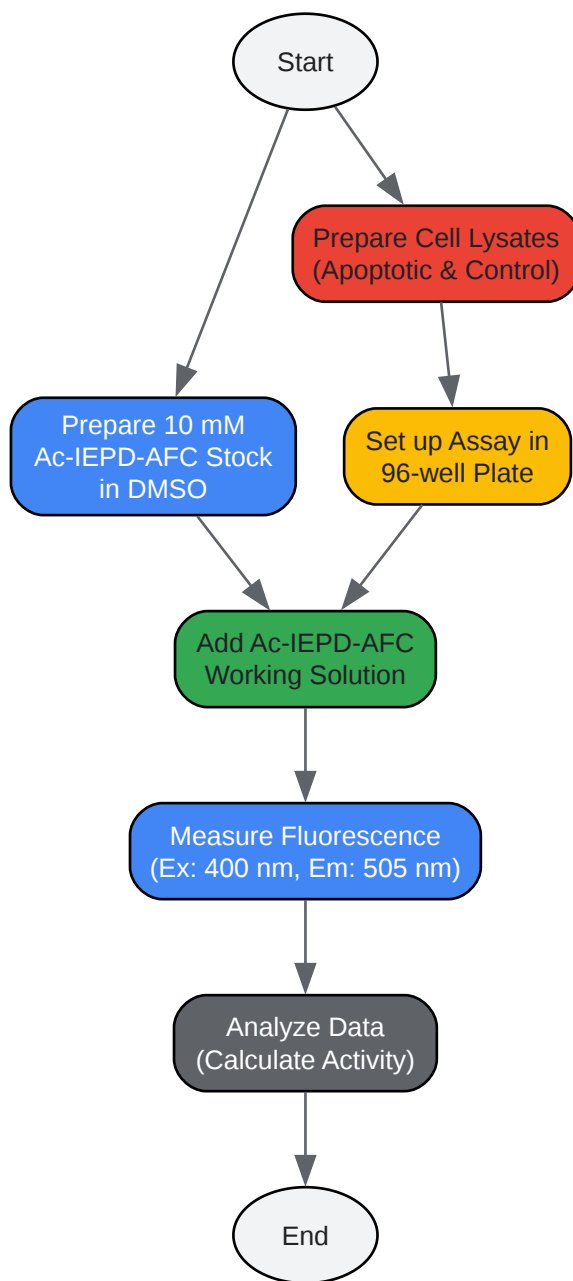 Start
Prepare Cell Lysates
(Apoptotic & Control)
Prepare 10 mM
Ac-IEPD-AFC Stock
in DMSO
Set up Assay in
96-well Plate
Add Ac-IEPD-AFC
Working Solution
Measure Fluorescence
(Ex: 400 nm, Em: 505 nm)
Analyze Data
(Calculate Activity)
End